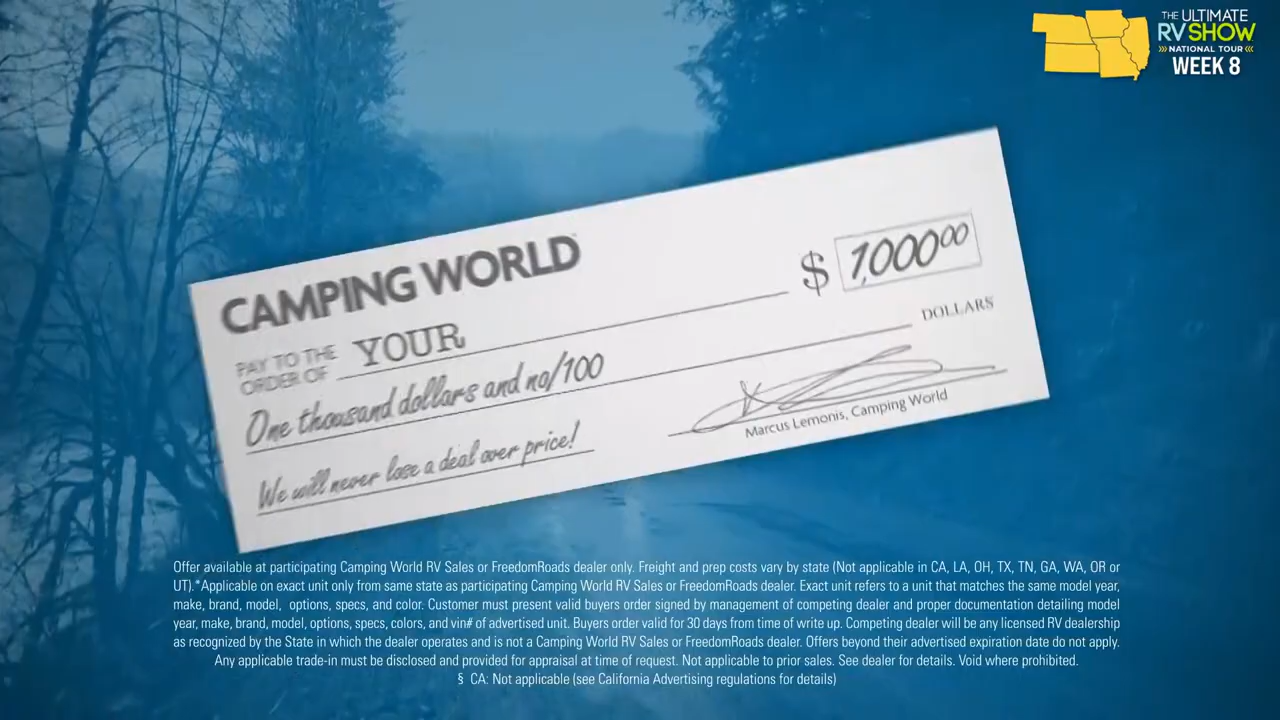 THE ULTIMATE
RV SHOW
NATIONAL TOUR
WEEK 8
CAMPING WORLD
$ 1,000 00
PAY TO THE
ORDER OF YOUR
DOLLARS
One thousand dollars and no/100
Marcus Lemonis, Camping World
We will never lose a deal over price!
Offer available at participating Camping World RV Sales or FreedomRoads dealer only. Freight and prep costs vary by state (Not applicable in CA, LA, OH, TX, TN, GA, WA, OR or
UT).*Applicable on exact unit only from same state as participating Camping World RV Sales or FreedomRoads dealer. Exact unit refers to a unit that matches the same model year,
make, brand, model, options, specs, and color. Customer must present valid buyers order signed by management of competing dealer and proper documentation detailing model
year, make, brand, model, options, specs, colors, and vin# of advertised unit. Buyers order valid for 30 days from time of write up. Competing dealer will be any licensed RV dealership
as recognized by the State in which the dealer operates and is not a Camping World RV Sales or FreedomRoads dealer. Offers beyond their advertised expiration date do not apply.
Any applicable trade-in must be disclosed and provided for appraisal at time of request. Not applicable to prior sales. See dealer for details. Void where prohibited.
§ CA: Not applicable (see California Advertising regulations for details)